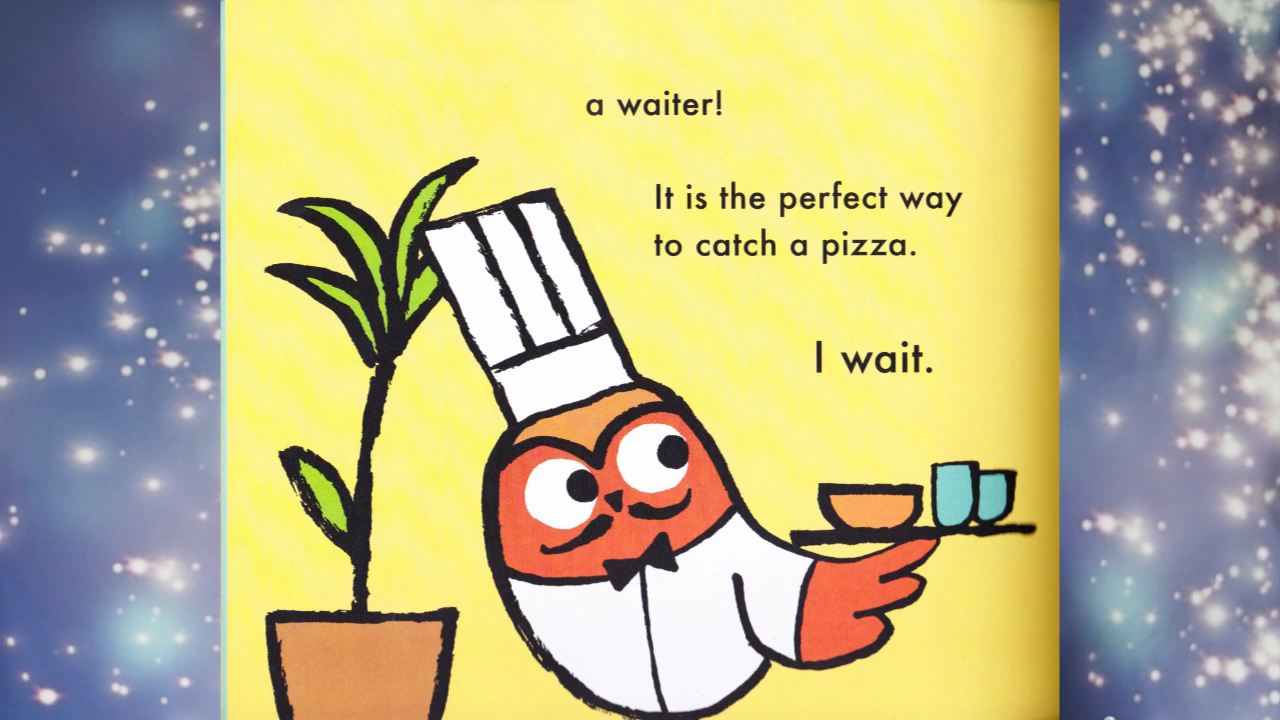 a waiter!
It is the perfect way
to catch a pizza.
I wait.